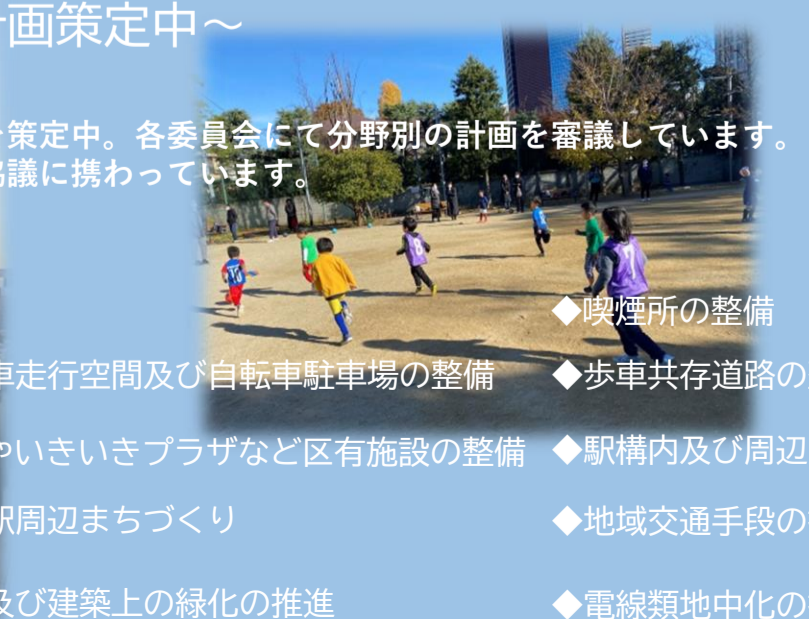 画策定中～
策定中。各委員会にて分野別の計画を審議しています。
協議に携わっています。
◆喫煙所の整備
車走行空間及び自転車駐車場の整備
◆歩車共存道路の
やいきいきプラザなど区有施設の整備
◆駅構内及び周辺
駅周辺まちづくり
◆地域交通手段の
及び建築上の緑化の推進
◆電線類地中化の
8
7